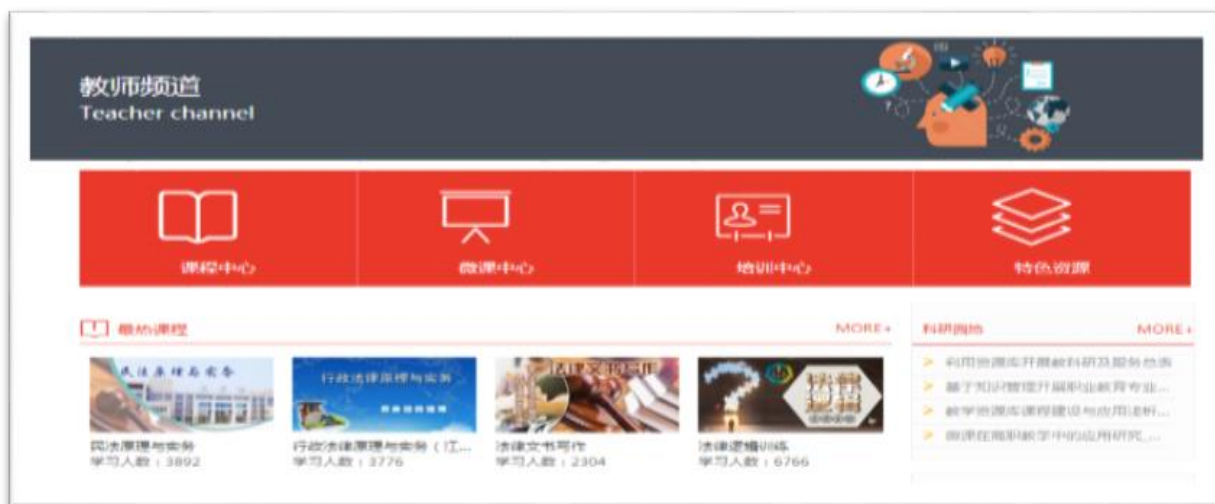 教师频道
Teacher channel
课程中心
微课中心
培训中心
特色资源
最热课程
MORE+
科研园地
MORE+
民法原理与实务
行政法律原理与实务
法律文书写作
民法原理与实务
学习人数：3892
行政法律原理与实务（江...
学习人数：3776
法律文书写作
学习人数：2304
法律逻辑训练
学习人数：6766
> 利用资源库开展教科研及服务总表
> 基于知识管理开展职业教育专业...
> 教学资源库课程建设与应用浅析...
> 微课在高职教学中的应用研究_...